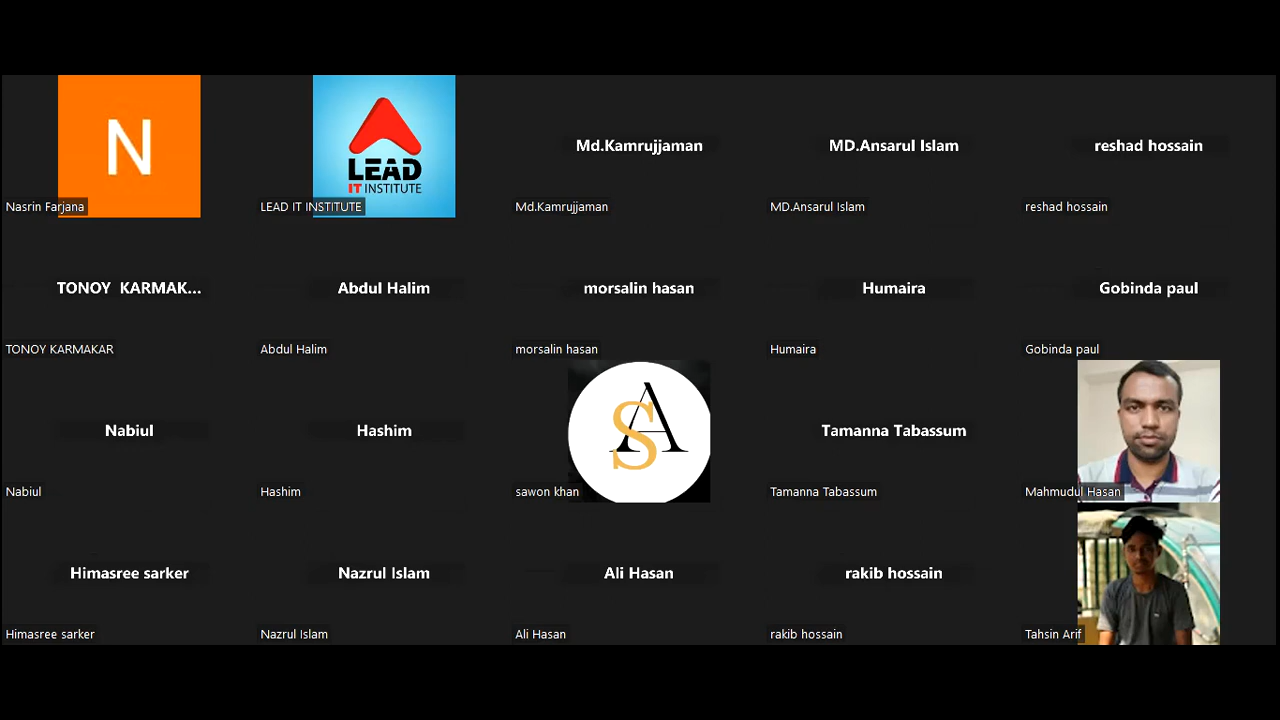 N
LEAD
IT INSTITUTE
Md.Kamrujjaman
MD.Ansarul Islam
reshad hossain
Nasrin Farjana
LEAD IT INSTITUTE
Md.Kamrujjaman
MD.Ansarul Islam
reshad hossain
TONOY KARMAK...
Abdul Halim
morsalin hasan
Humaira
Gobinda paul
TONOY KARMAKAR
Abdul Halim
morsalin hasan
Humaira
Gobinda paul
Nabiul
Hashim
SA
Tamanna Tabassum
Nabiul
Hashim
sawon khan
Tamanna Tabassum
Mahmudul Hasan
Himasree sarker
Nazrul Islam
Ali Hasan
rakib hossain
Himasree sarker
Nazrul Islam
Ali Hasan
rakib hossain
Tahsin Arif